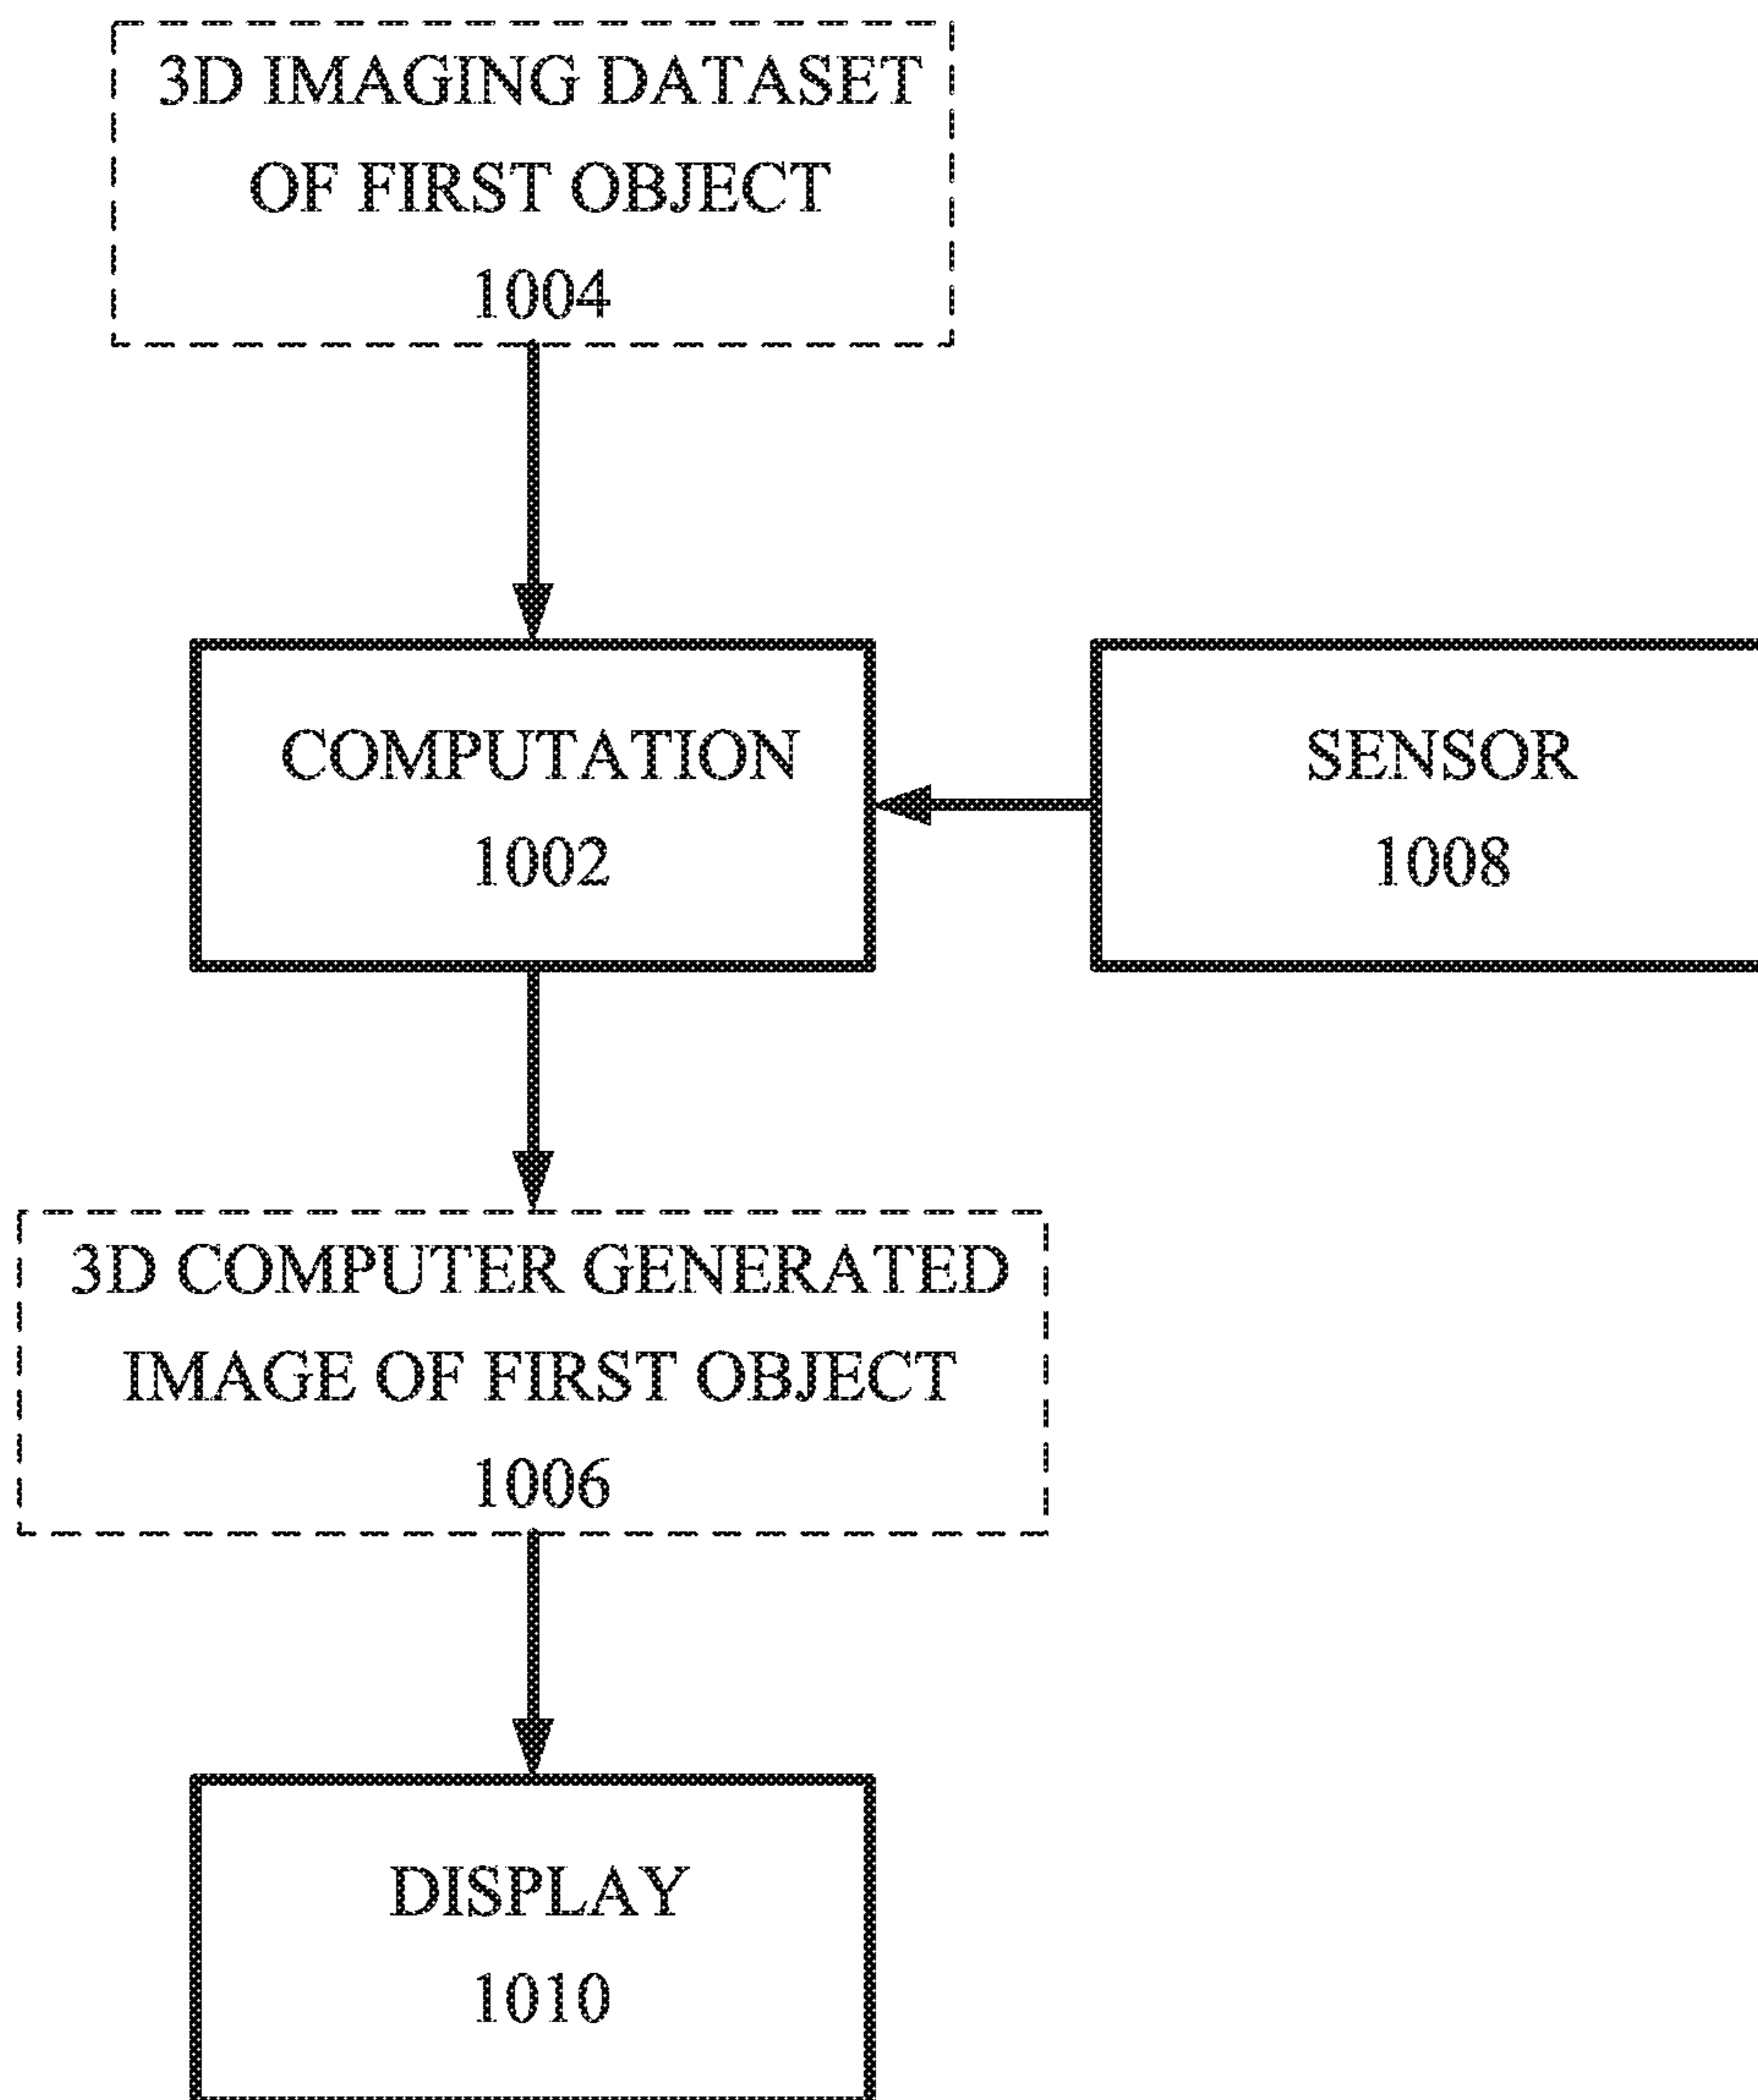 3D IMAGING DATASET
OF FIRST OBJECT
1004
COMPUTATION
1002
SENSOR
1008
3D COMPUTER GENERATED
IMAGE OF FIRST OBJECT
1006
DISPLAY
1010